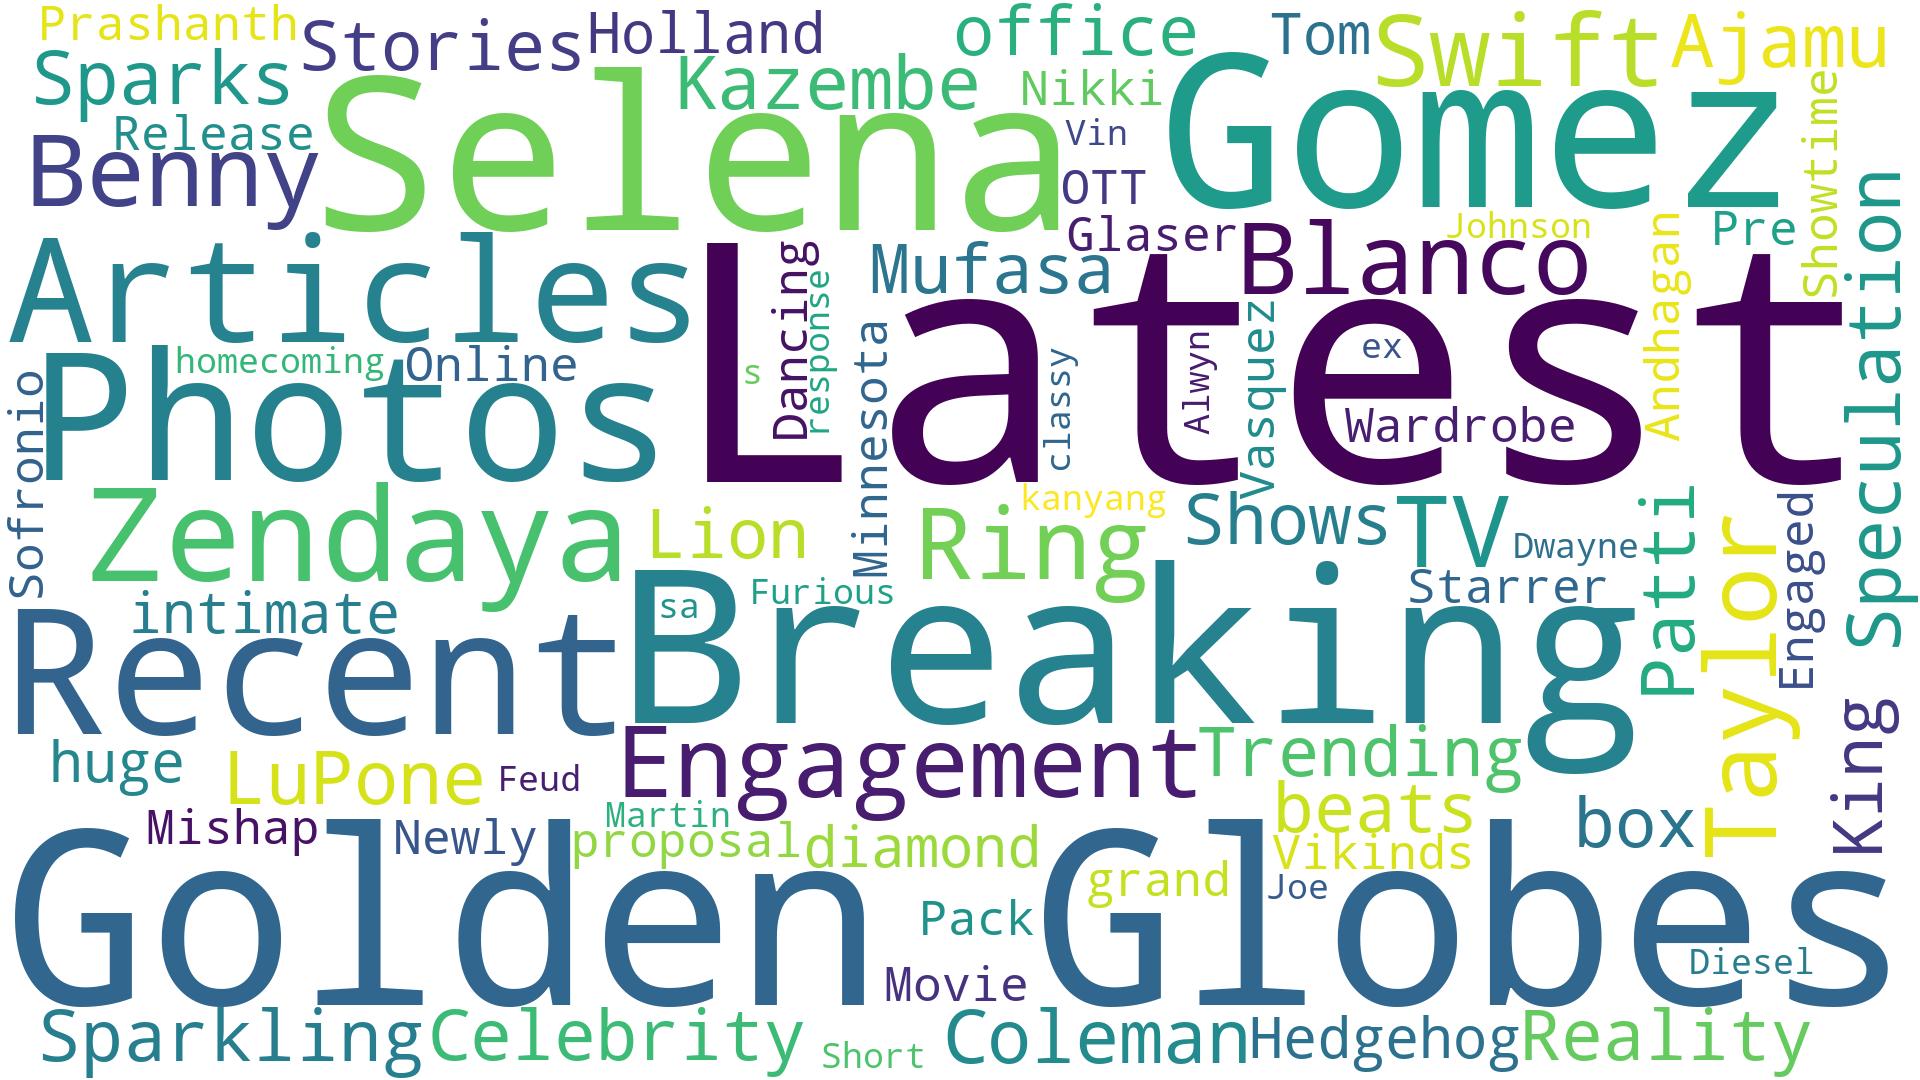 Prashanth
Stories
Holland
office
Tom
Swift
Ajamu
Sparks
Selena
Kazembe
Nikki
Gomez
Showtime
Release
Benny
Vin
OTT
Glaser
Johnson
Pre
Speculation
Articles
Latest
Dancing
response
Mufasa
Blanco
Andhagan
Photos
homecoming
Online
s
Minnesota
classy
Alwyn
Vasquez
ex
Wardrobe
Sofronio
Zendaya
Lion
kanyang
Ring
Shows
TV
Dwayne
Patti
Taylor
Engaged
intimate
sa
Furious
Starrer
Recent
Breaking
King
huge
LuPone
Feud
Engagement
Trending
Mishap
Newly
Martin
proposal
diamond
beats
Vikinds
box
grand
Joe
Golden
Globes
Pack
Movie
Diesel
Sparkling
Celebrity
Short
Coleman
Hedgehog
Reality